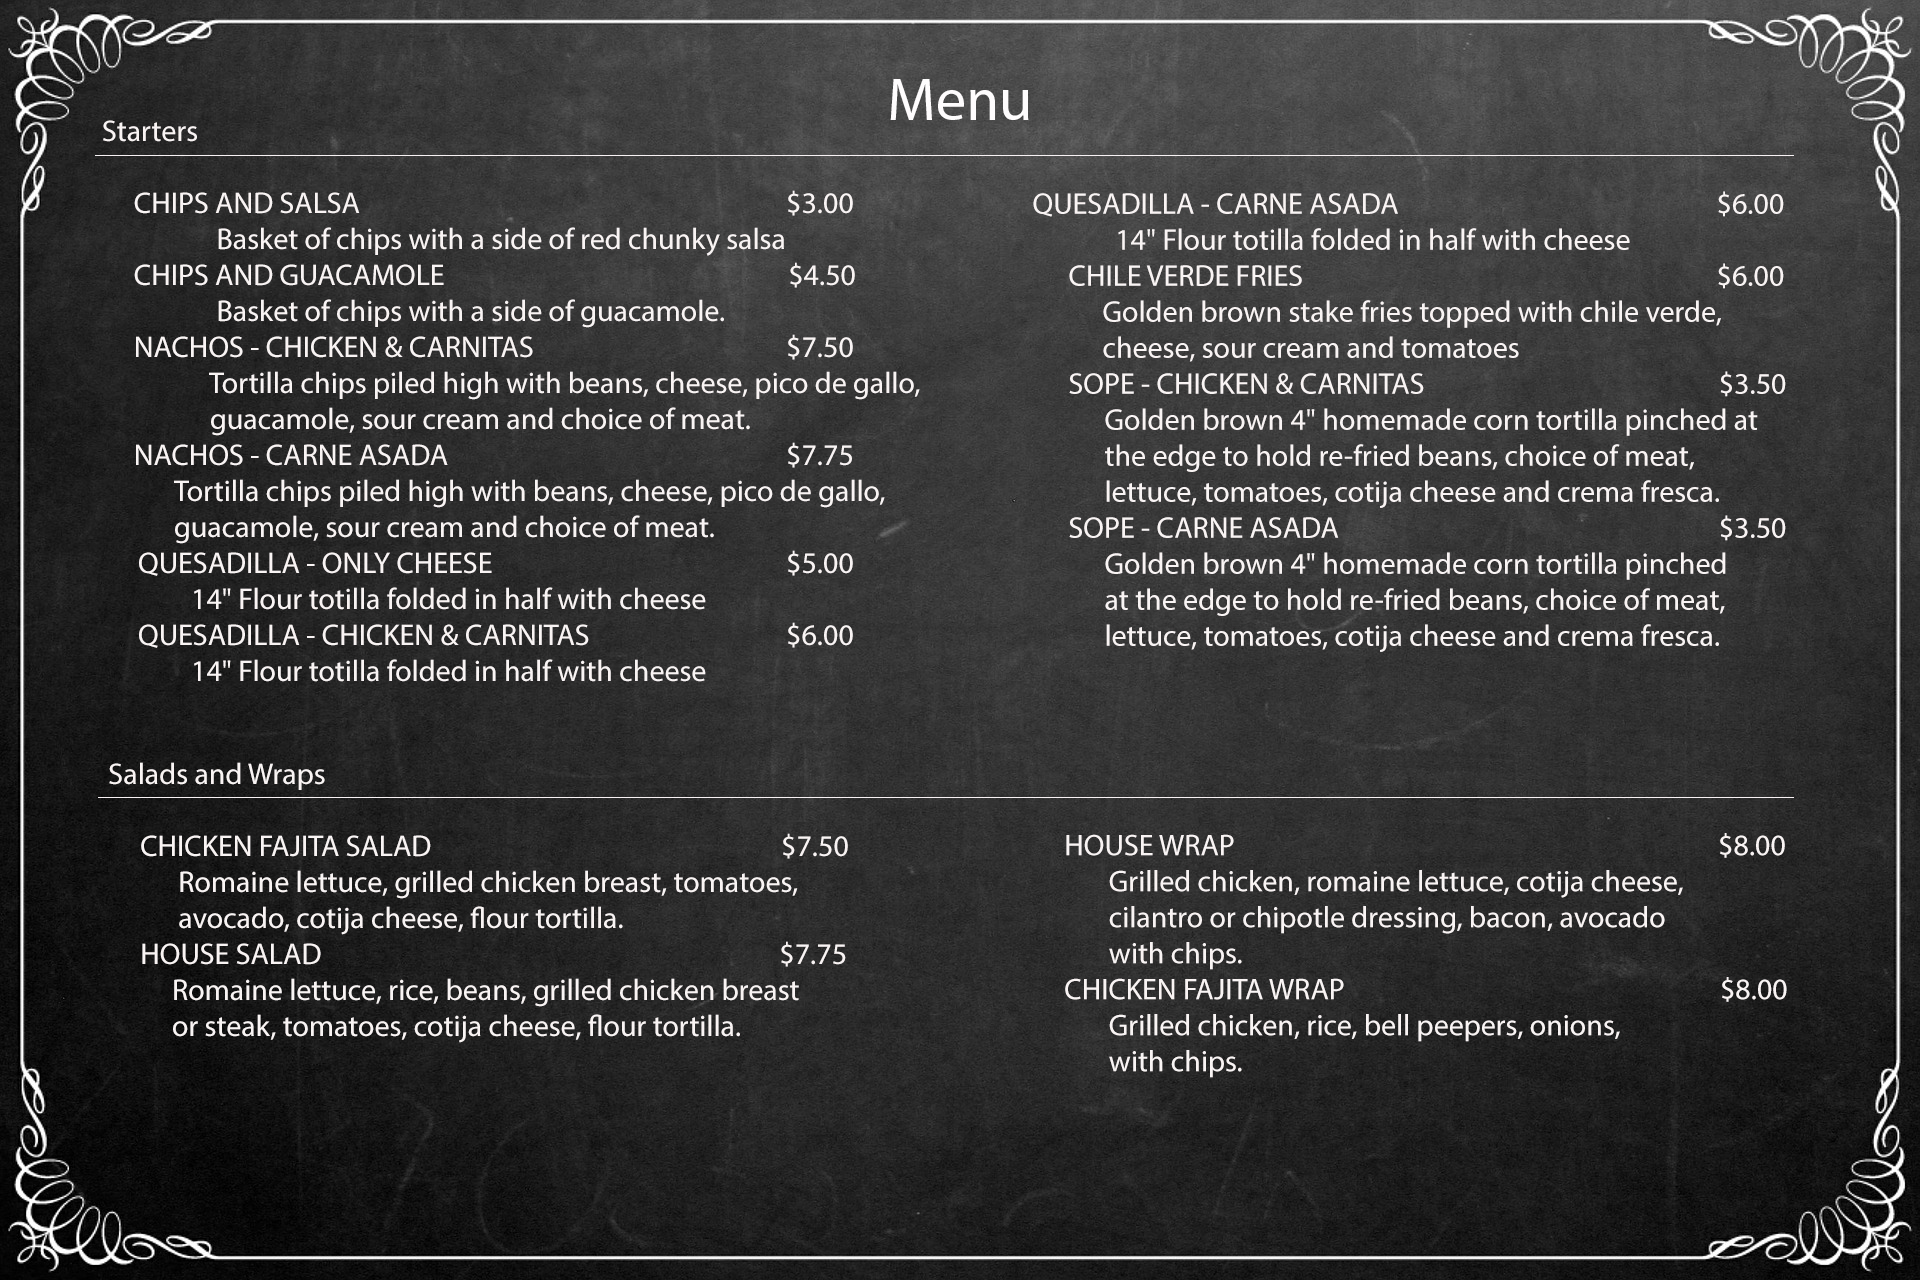 Menu
Starters
CHIPS AND SALSA $3.00
Basket of chips with a side of red chunky salsa
CHIPS AND GUACAMOLE $4.50
Basket of chips with a side of guacamole.
NACHOS - CHICKEN & CARNITAS $7.50
Tortilla chips piled high with beans, cheese, pico de gallo,
guacamole, sour cream and choice of meat.
NACHOS - CARNE ASADA $7.75
Tortilla chips piled high with beans, cheese, pico de gallo,
guacamole, sour cream and choice of meat.
QUESADILLA - ONLY CHEESE $5.00
14" Flour totilla folded in half with cheese
QUESADILLA - CHICKEN & CARNITAS $6.00
14" Flour totilla folded in half with cheese
QUESADILLA - CARNE ASADA $6.00
14" Flour totilla folded in half with cheese
CHILE VERDE FRIES $6.00
Golden brown stake fries topped with chile verde,
cheese, sour cream and tomatoes
SOPE - CHICKEN & CARNITAS $3.50
Golden brown 4" homemade corn tortilla pinched at
the edge to hold re-fried beans, choice of meat,
lettuce, tomatoes, cotija cheese and crema fresca.
SOPE - CARNE ASADA $3.50
Golden brown 4" homemade corn tortilla pinched
at the edge to hold re-fried beans, choice of meat,
lettuce, tomatoes, cotija cheese and crema fresca.
Salads and Wraps
CHICKEN FAJITA SALAD $7.50
Romaine lettuce, grilled chicken breast, tomatoes,
avocado, cotija cheese, flour tortilla.
HOUSE SALAD $7.75
Romaine lettuce, rice, beans, grilled chicken breast
or steak, tomatoes, cotija cheese, flour tortilla.
HOUSE WRAP $8.00
Grilled chicken, romaine lettuce, cotija cheese,
cilantro or chipotle dressing, bacon, avocado
with chips.
CHICKEN FAJITA WRAP $8.00
Grilled chicken, rice, bell peepers, onions,
with chips.